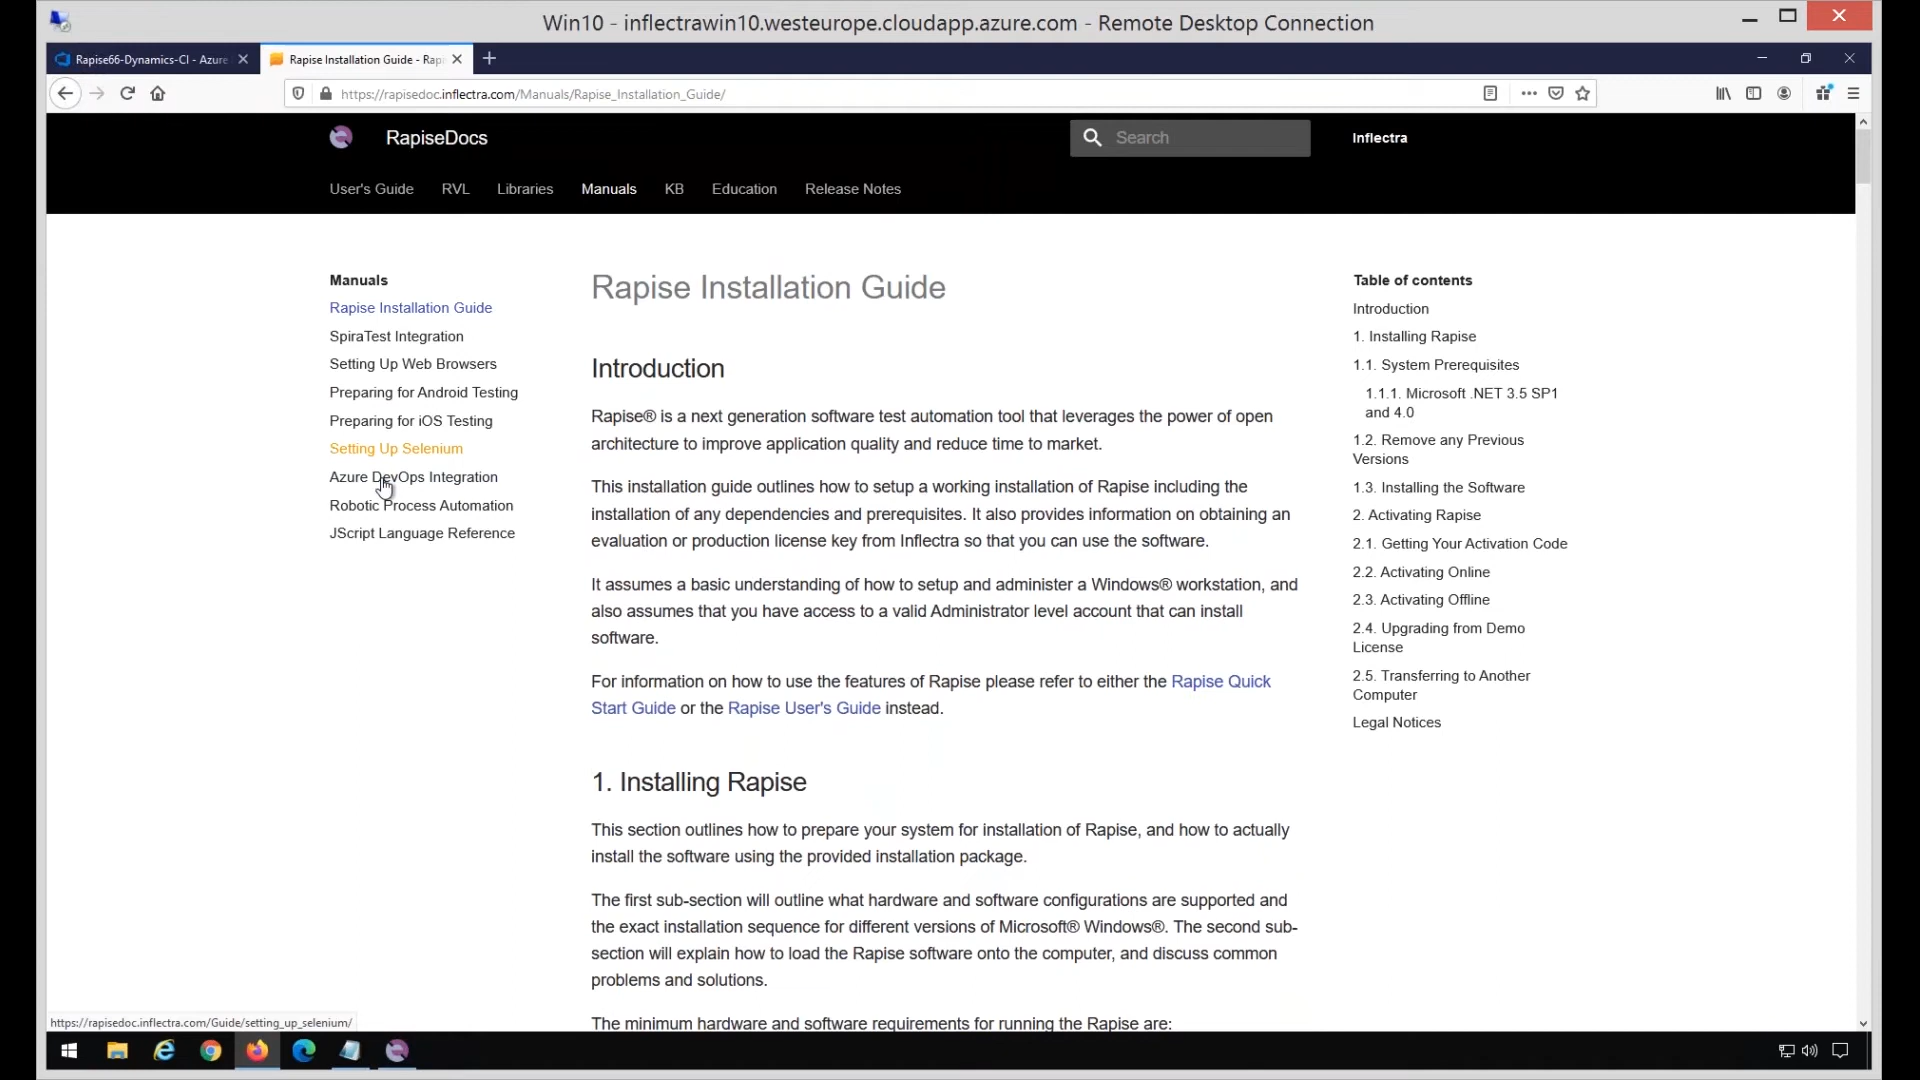 Win10 - inflectrawin10.westeurope.cloudapp.azure.com - Remote Desktop Connection
Rapise66-Dynamics-CI - Azure
Rapise Installation Guide - Rap
https://rapisedoc.inflectra.com/Manuals/Rapise_Installation_Guide/
RapiseDocs
Search
Inflectra
User's Guide
RVL
Libraries
Manuals
KB
Education
Release Notes
Manuals
Rapise Installation Guide
SpiraTest Integration
Setting Up Web Browsers
Preparing for Android Testing
Preparing for iOS Testing
Setting Up Selenium
Azure DevOps Integration
Robotic Process Automation
JScript Language Reference
Rapise Installation Guide
Introduction
Rapise® is a next generation software test automation tool that leverages the power of open
architecture to improve application quality and reduce time to market.
This installation guide outlines how to setup a working installation of Rapise including the
installation of any dependencies and prerequisites. It also provides information on obtaining an
evaluation or production license key from Inflectra so that you can use the software.
It assumes a basic understanding of how to setup and administer a Windows® workstation, and
also assumes that you have access to a valid Administrator level account that can install
software.
For information on how to use the features of Rapise please refer to either the Rapise Quick
Start Guide or the Rapise User's Guide instead.
1. Installing Rapise
This section outlines how to prepare your system for installation of Rapise, and how to actually
install the software using the provided installation package.
The first sub-section will outline what hardware and software configurations are supported and
the exact installation sequence for different versions of Microsoft® Windows®. The second sub-
section will explain how to load the Rapise software onto the computer, and discuss common
problems and solutions.
The minimum hardware and software requirements for running the Rapise are:
Table of contents
Introduction
1. Installing Rapise
1.1. System Prerequisites
1.1.1. Microsoft .NET 3.5 SP1
and 4.0
1.2. Remove any Previous
Versions
1.3. Installing the Software
2. Activating Rapise
2.1. Getting Your Activation Code
2.2. Activating Online
2.3. Activating Offline
2.4. Upgrading from Demo
License
2.5. Transferring to Another
Computer
Legal Notices
https://rapisedoc.inflectra.com/Guide/setting_up_selenium/